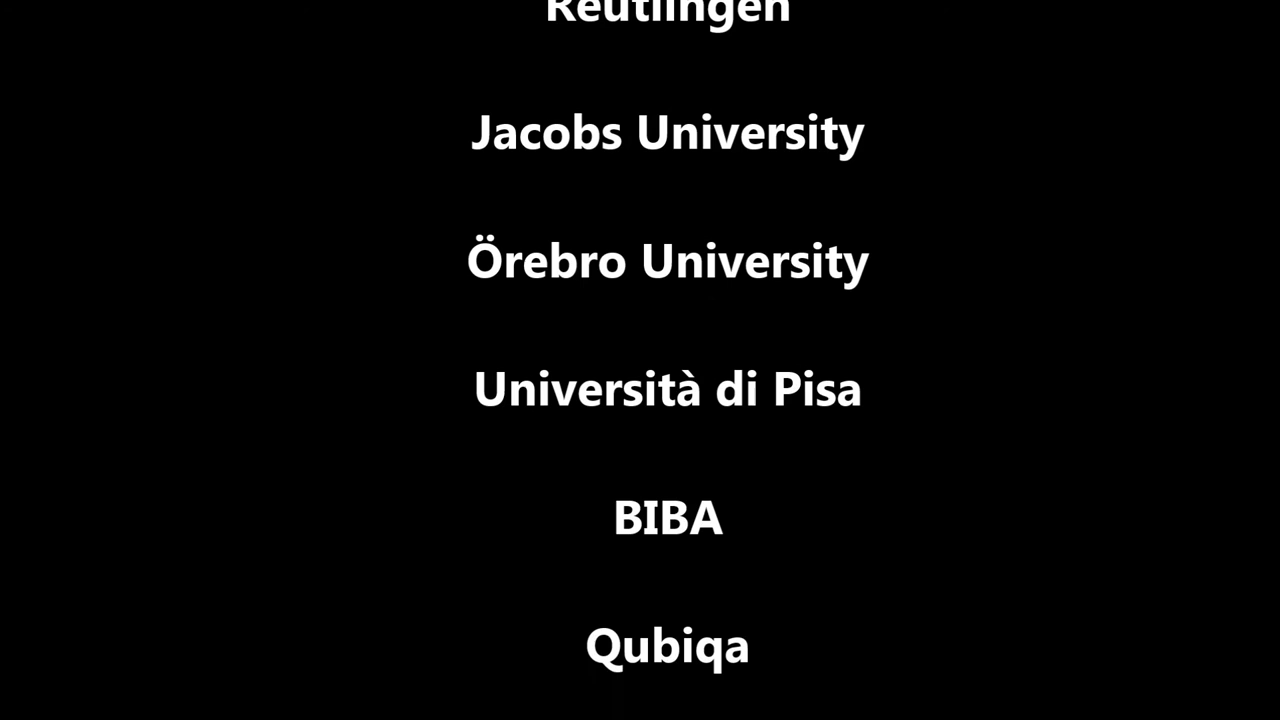 Reutlingen
Jacobs University
Örebro University
Università di Pisa
BIBA
Qubiqa